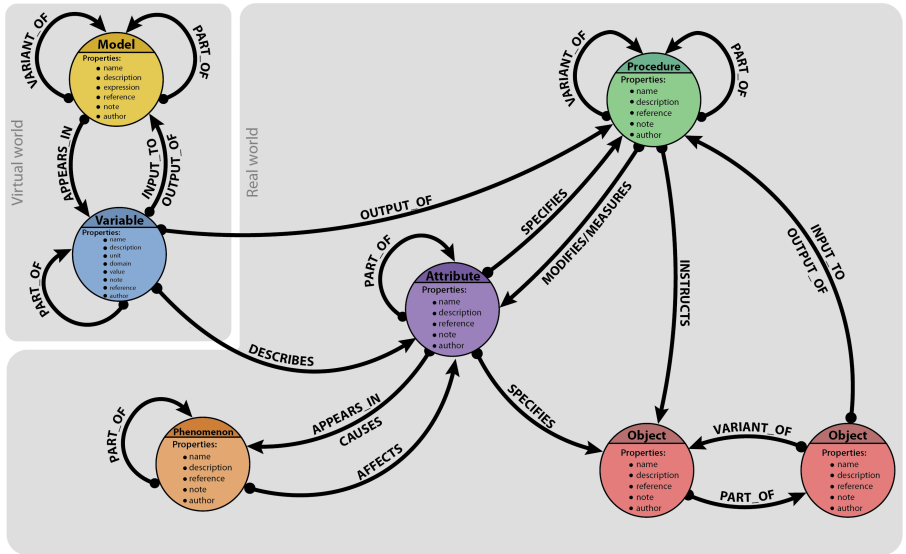 Virtual world
VARIANT_OF
PART_OF
Model
Properties:
• name
• description
• expression
• reference
• note
• author
APPEARS_IN
INPUT_TO
OUTPUT_OF
Variable
Properties:
• name
• description
• unit
• domain
• value
• note
• reference
• author
PART_OF
Real world
OUTPUT_OF
DESCRIBES
VARIANT_OF
PART_OF
Procedure
Properties:
• name
• description
• reference
• note
• author
SPECIFIES
MODIFIES/MEASURES
PART_OF
Attribute
Properties:
• name
• description
• reference
• note
• author
INSTRUCTS
INPUT_TO
OUTPUT_OF
APPEARS_IN
CAUSES
AFFECTS
SPECIFIES
PART_OF
Phenomenon
Properties:
• name
• description
• reference
• note
• author
Object
Properties:
• name
• description
• reference
• note
• author
VARIANT_OF
PART_OF
Object
Properties:
• name
• description
• reference
• note
• author